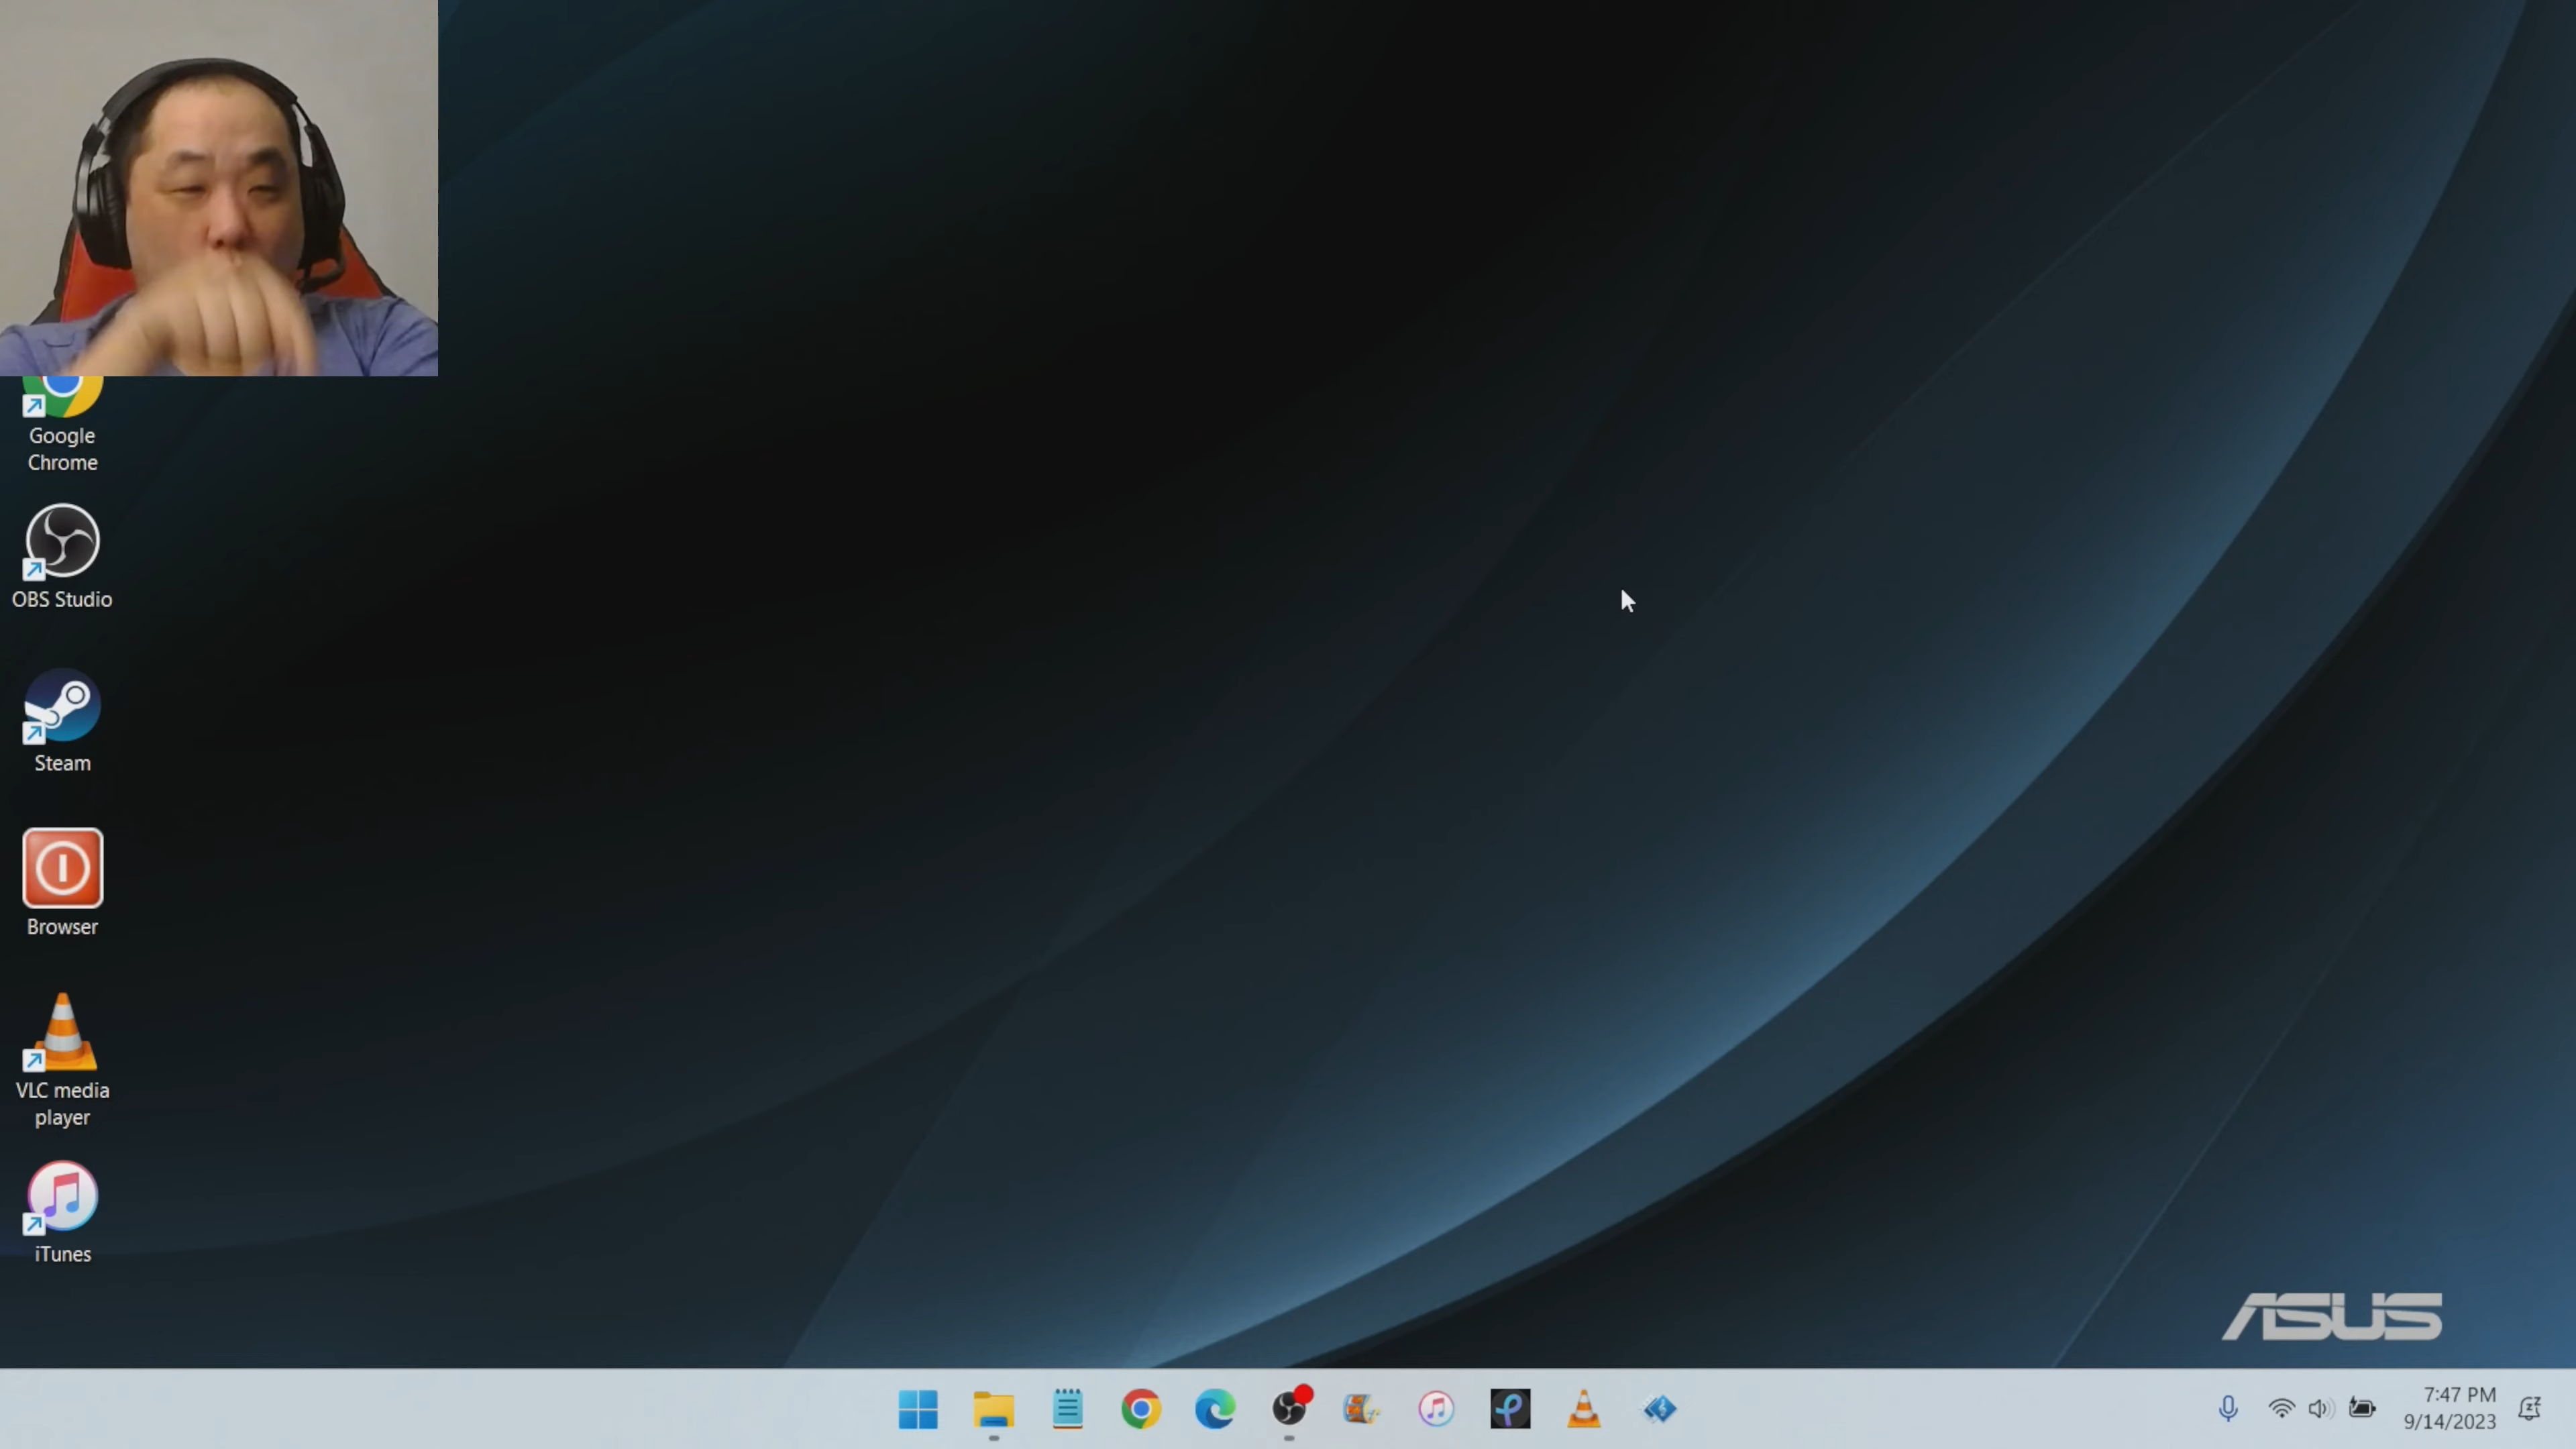 Google
Chrome
OBS Studio
Steam
Browser
VLC media
player
iTunes
ASUS
7:47 PM
9/14/2023